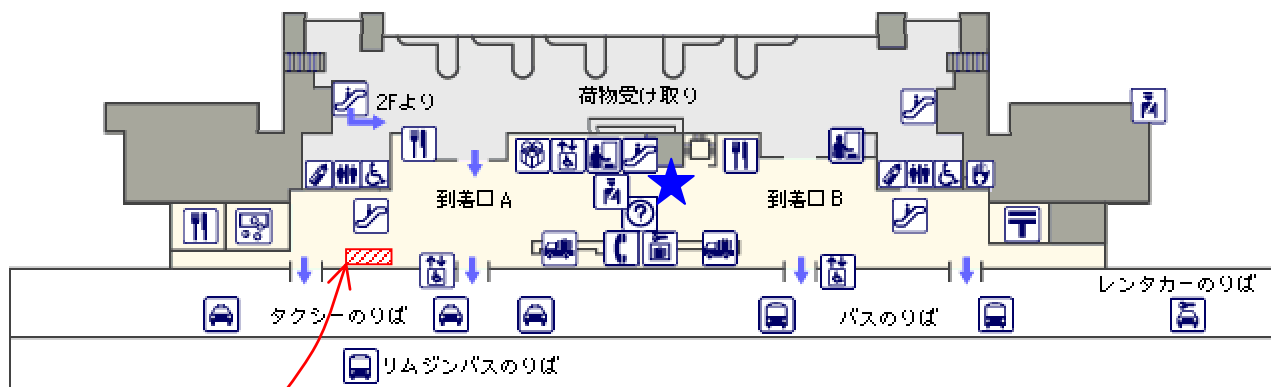 2Fより
荷物受け取り
到着口 A
到着口 B
?
レンタカーのりば
タクシーのりば
バスのりば
リムジンバスのりば